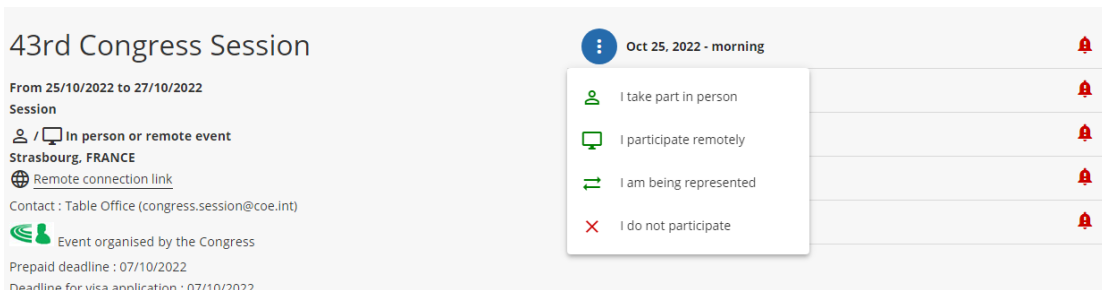 43rd Congress Session
From 25/10/2022 to 27/10/2022
Session
/ In person or remote event
Strasbourg, FRANCE
Remote connection link
Contact : Table Office (congress.session@coe.int)
Event organised by the Congress
Prepaid deadline : 07/10/2022
Deadline for visa application : 07/10/2022
Oct 25, 2022 - morning
I take part in person
I participate remotely
I am being represented
I do not participate